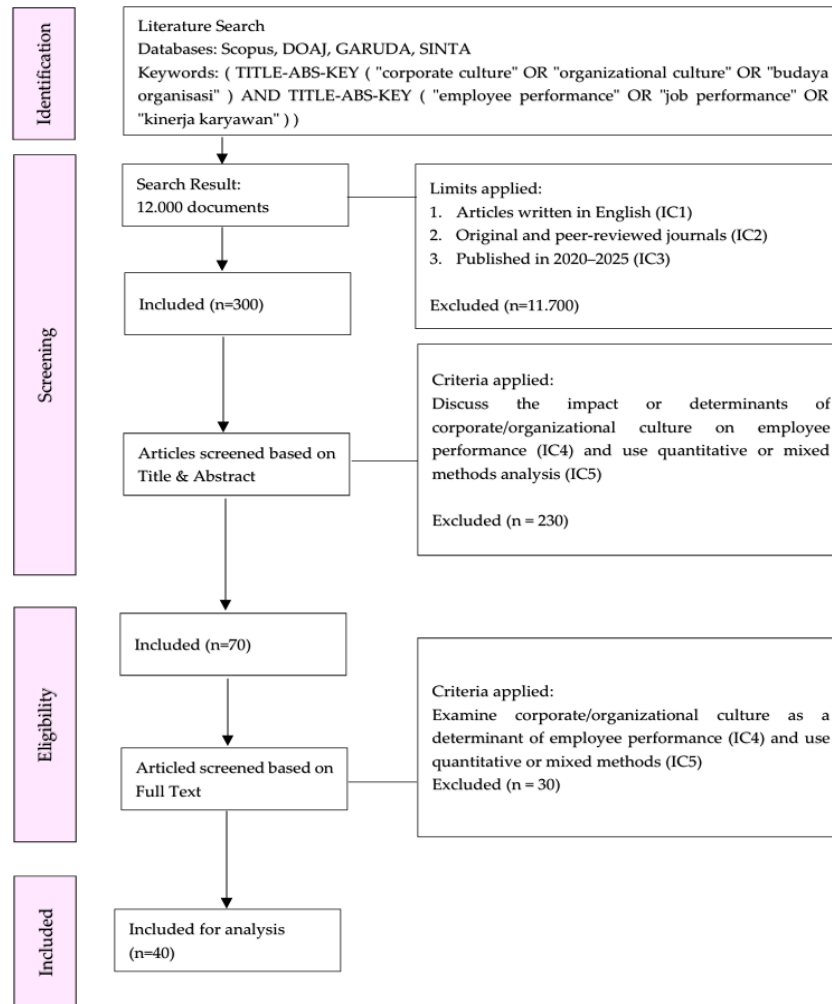 Identification
Literature Search
Databases: Scopus, DOAJ, GARUDA, SINTA
Keywords: ( TITLE-ABS-KEY ( "corporate culture" OR "organizational culture" OR "budaya
organisasi" ) AND TITLE-ABS-KEY ( "employee performance" OR "job performance" OR
"kinerja karyawan" ) )
Screening
Search Result:
12.000 documents
Limits applied:
1. Articles written in English (IC1)
2. Original and peer-reviewed journals (IC2)
3. Published in 2020–2025 (IC3)
Excluded (n=11.700)
Included (n=300)
Articles screened based on
Title & Abstract
Criteria applied:
Discuss the impact or determinants of
corporate/organizational culture on employee
performance (IC4) and use quantitative or mixed
methods analysis (IC5)
Excluded (n = 230)
Eligibility
Included (n=70)
Articled screened based on
Full Text
Criteria applied:
Examine corporate/organizational culture as a
determinant of employee performance (IC4) and use
quantitative or mixed methods (IC5)
Excluded (n = 30)
Included
Included for analysis
(n=40)